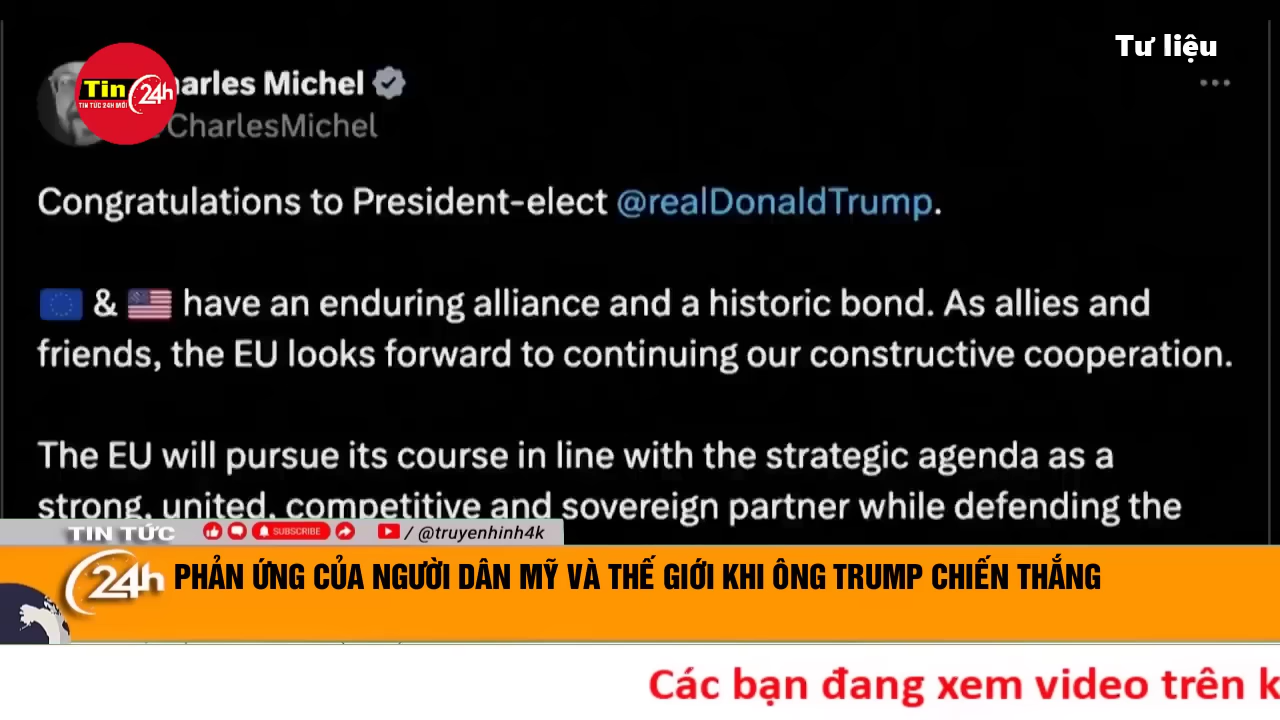 Tư liệu
Tin 24h
TIN TỨC 24H MỚI
harles Michel
CharlesMichel
Congratulations to President-elect @realDonaldTrump.
& have an enduring alliance and a historic bond. As allies and
friends, the EU looks forward to continuing our constructive cooperation.
The EU will pursue its course in line with the strategic agenda as a
strong, united, competitive and sovereign partner while defending the
TIN TỨC
SUBSCRIBE
/ @truyenhinh4k
24h
PHẢN ỨNG CỦA NGƯỜI DÂN MỸ VÀ THẾ GIỚI KHI ÔNG TRUMP CHIẾN THẮNG
Các bạn đang xem video trên k